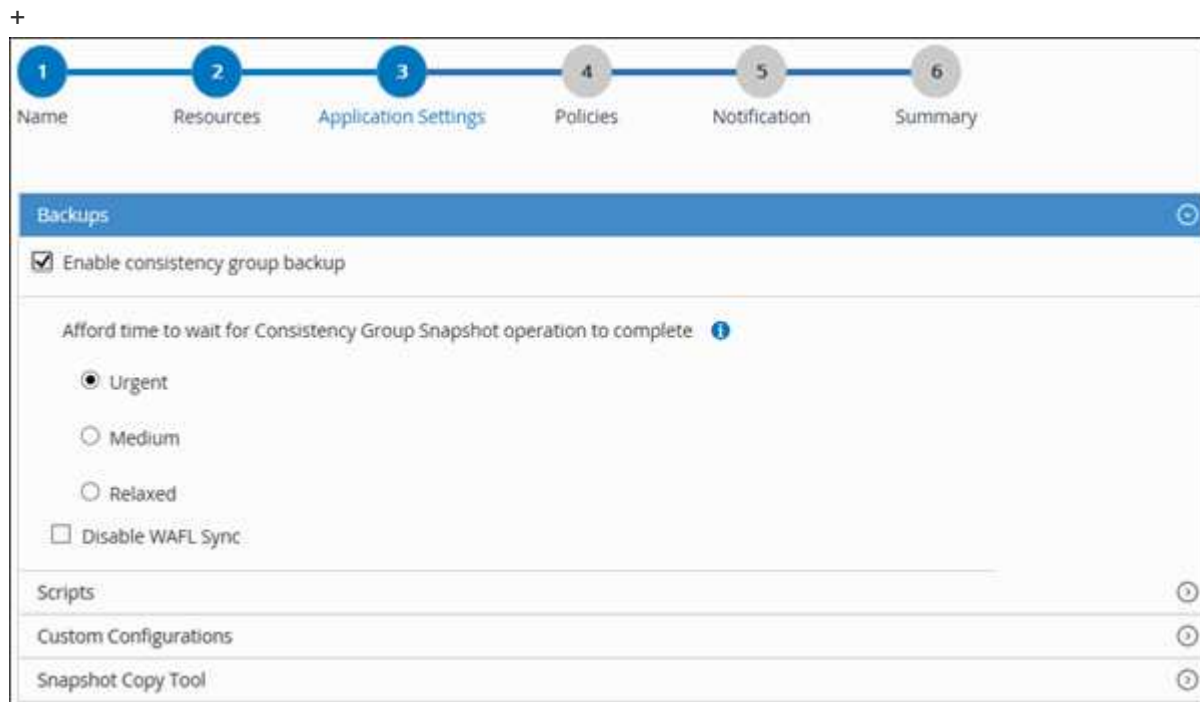 +
1 2 3 4 5 6
Name Resources Application Settings Policies Notification Summary
Backups
Enable consistency group backup
Afford time to wait for Consistency Group Snapshot operation to complete
Urgent
Medium
Relaxed
Disable WAFL Sync
Scripts
Custom Configurations
Snapshot Copy Tool